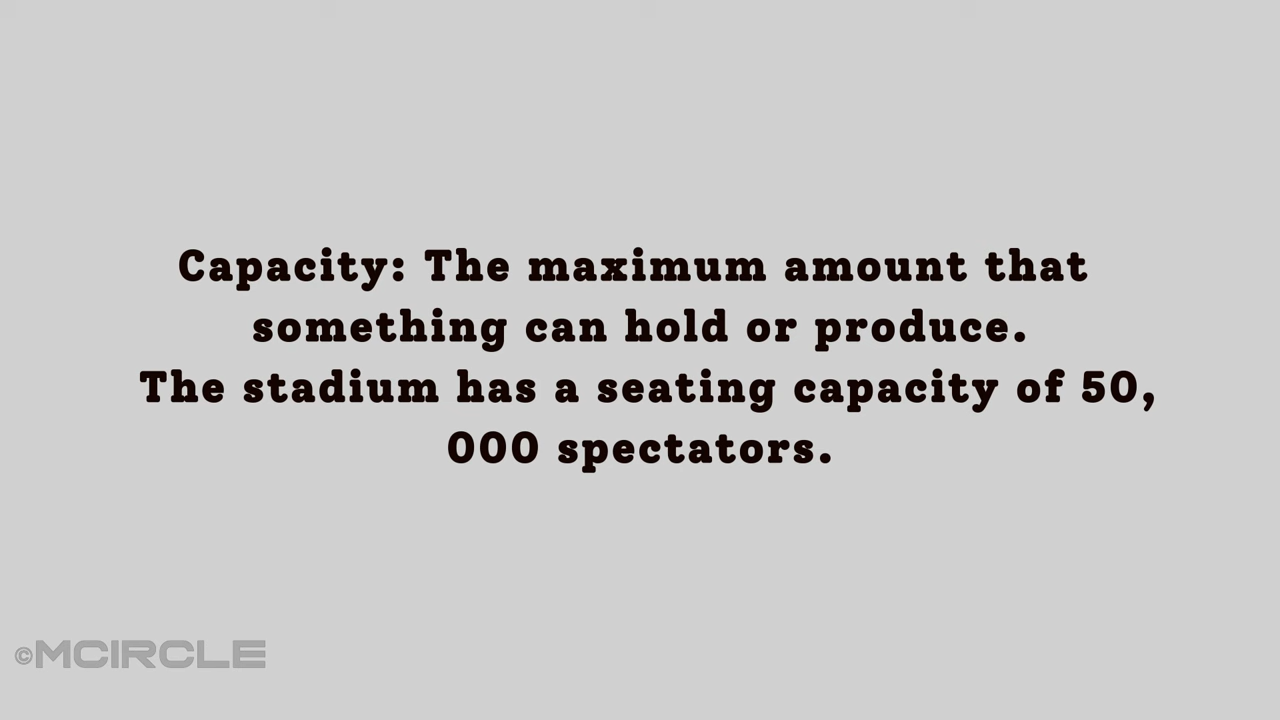 Capacity: The maximum amount that
something can hold or produce.
The stadium has a seating capacity of 50,
000 spectators.
©MCIRCLE